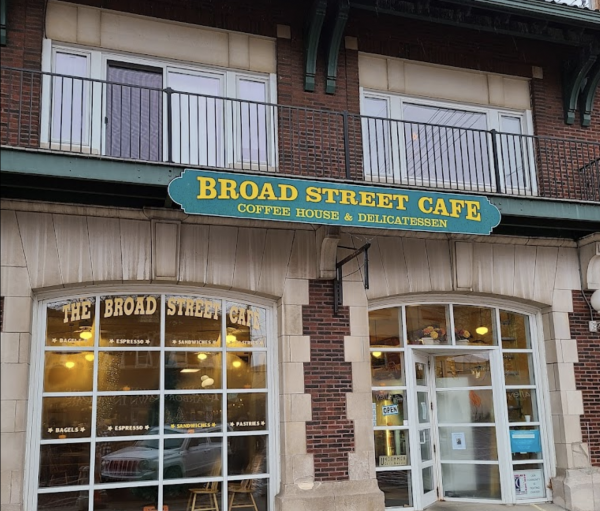 BROAD STREET CAFE
COFFEE HOUSE & DELICATESSEN
THE BROAD STREET CAFE
BAGELS ESPRESSO SANDWICHES PASTRIES
BAGELS ESPRESSO SANDWICHES PASTRIES
OPEN